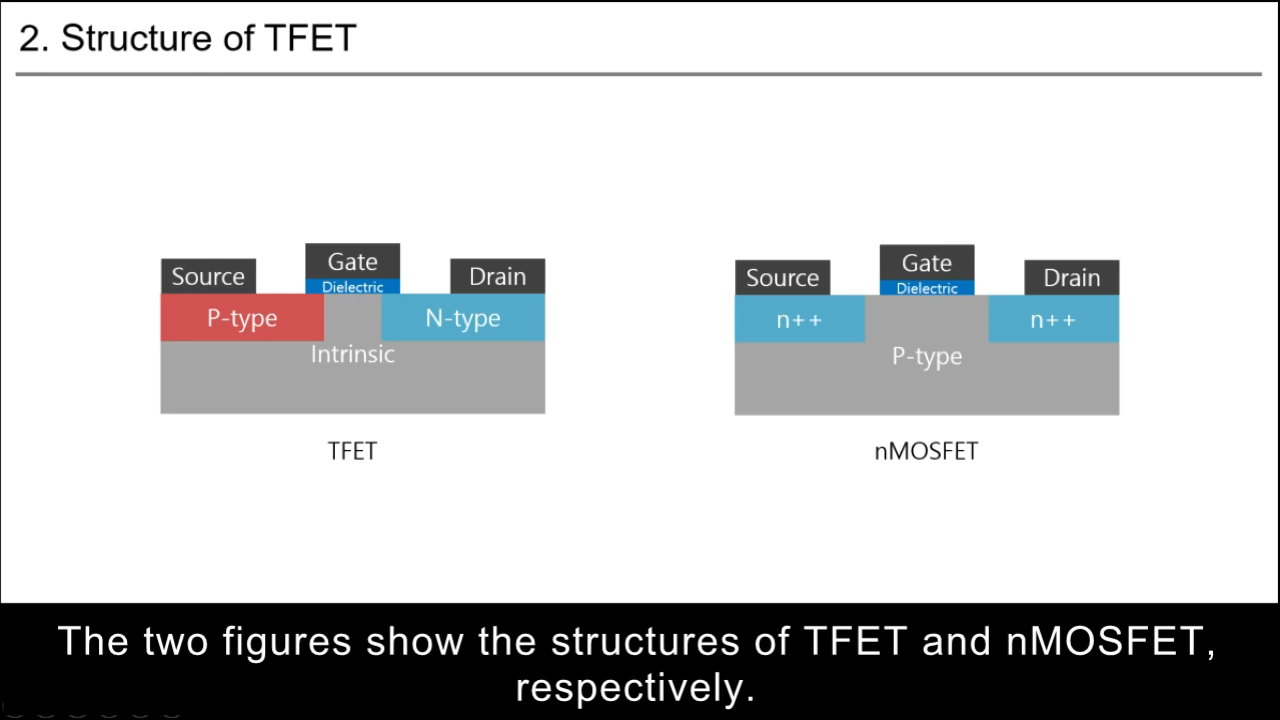 2. Structure of TFET
Source
Gate
Dielectric
Drain
P-type
N-type
Intrinsic
TFET
Source
Gate
Dielectric
Drain
n++
n++
P-type
nMOSFET
The two figures show the structures of TFET and nMOSFET,
respectively.